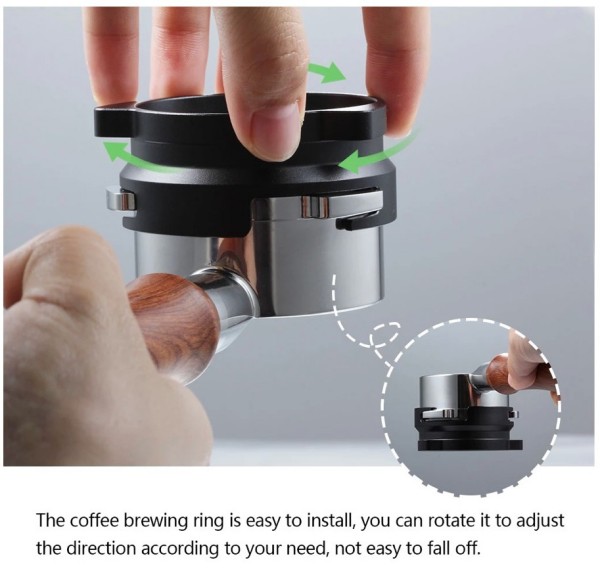 The coffee brewing ring is easy to install, you can rotate it to adjust
the direction according to your need, not easy to fall off.